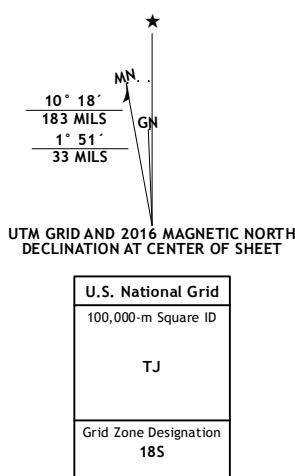 ★
MN
10° 18´
183 MILS
GN
1° 51´
33 MILS
UTM GRID AND 2016 MAGNETIC NORTH
DECLINATION AT CENTER OF SHEET
U.S. National Grid
100,000-m Square ID
TJ
Grid Zone Designation
18S